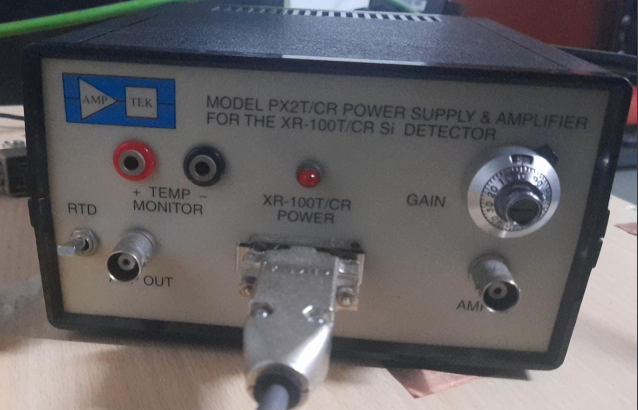 AMP TEK
MODEL PX2T/CR POWER SUPPLY & AMPLIFIER
FOR THE XR-100T/CR Si DETECTOR
+ TEMP −
MONITOR
XR-100T/CR
POWER
GAIN
RTD
OUT